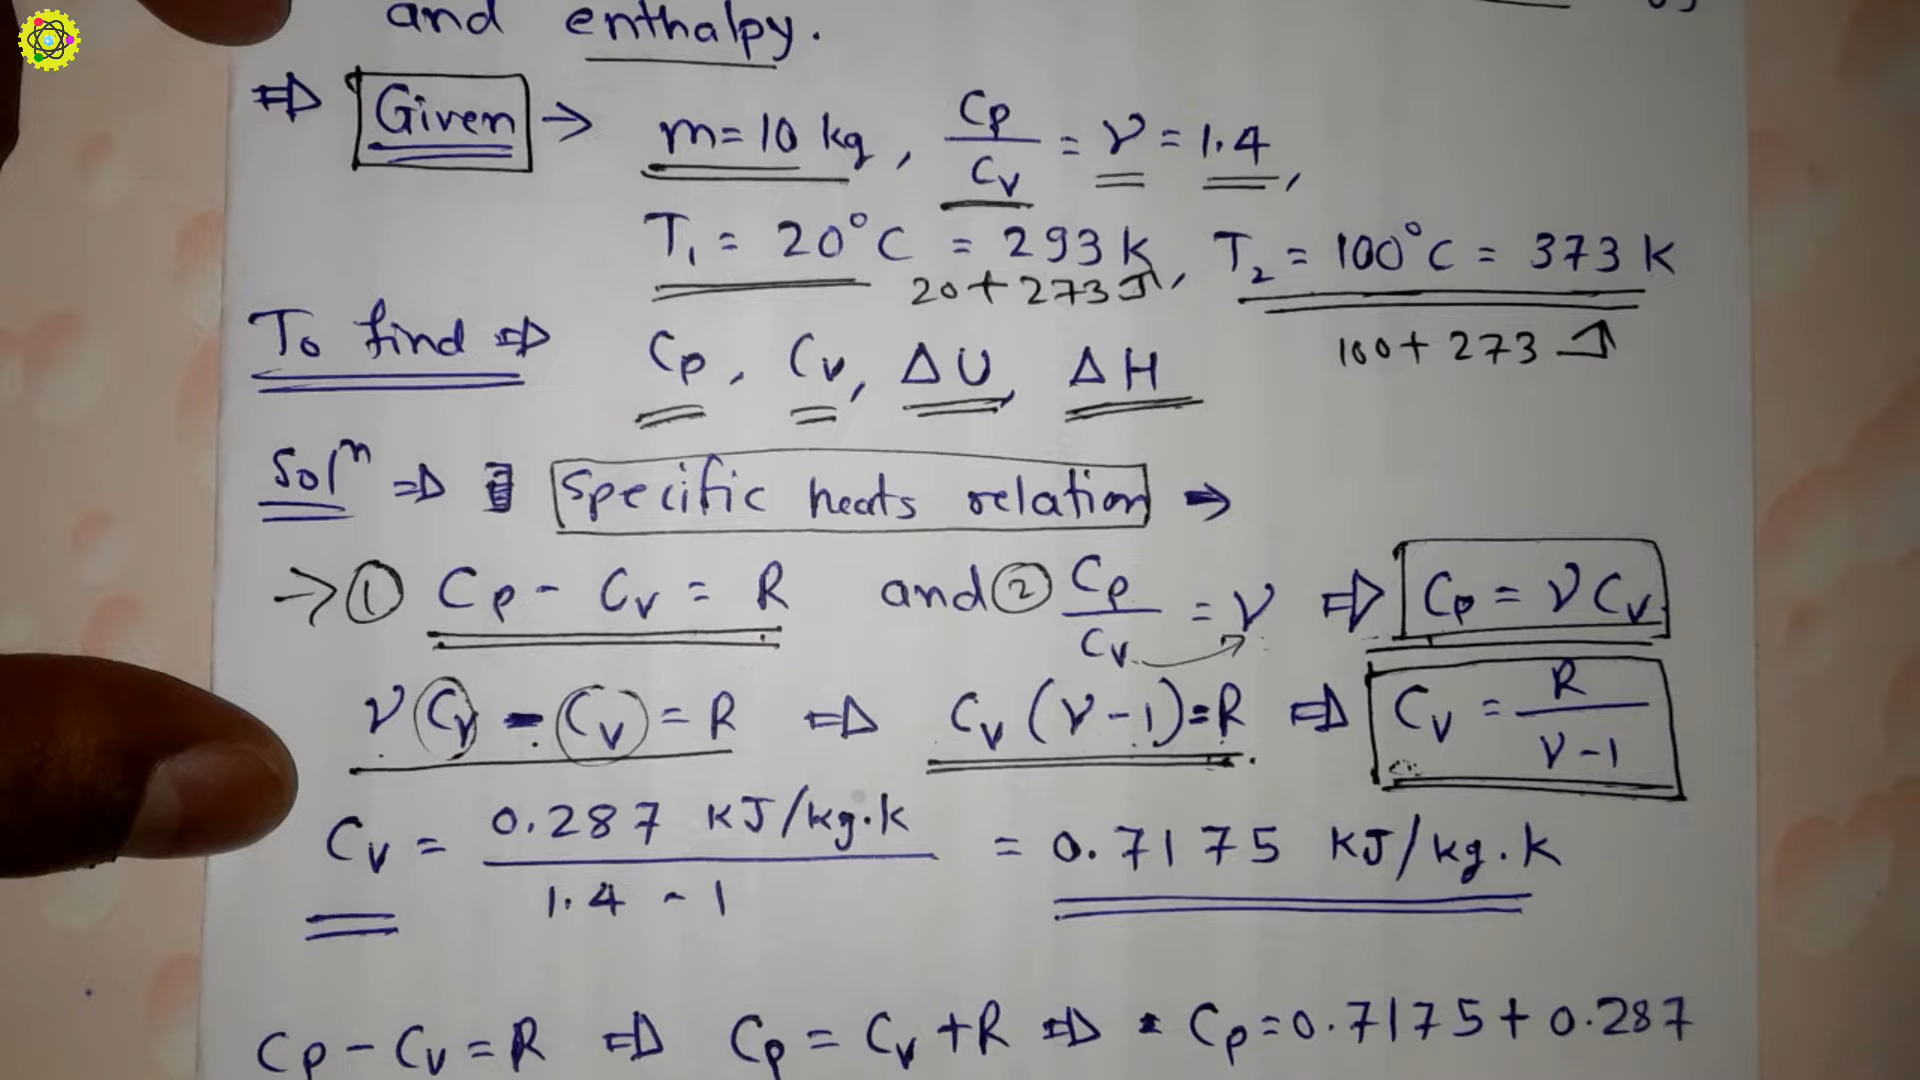 and enthalpy.
⇒ Given → m = 10 kg, Cp/Cv = γ = 1.4,
T₁ = 20°C = 293 K, T₂ = 100°C = 373 K
20 + 273 100 + 273
To find ⇒ Cp, Cv, ΔU, ΔH
Solⁿ ⇒ Specific heats relation →
→ ① Cp - Cv = R and ② Cp/Cv = γ ⇒ Cp = γ Cv
γ Cv - Cv = R ⇒ Cv (γ - 1) = R ⇒ Cv = R/(γ - 1)
Cv = 0.287 KJ/kg.K / 1.4 - 1 = 0.7175 KJ/kg.K
Cp - Cv = R ⇒ Cp = Cv + R ⇒ Cp = 0.7175 + 0.287